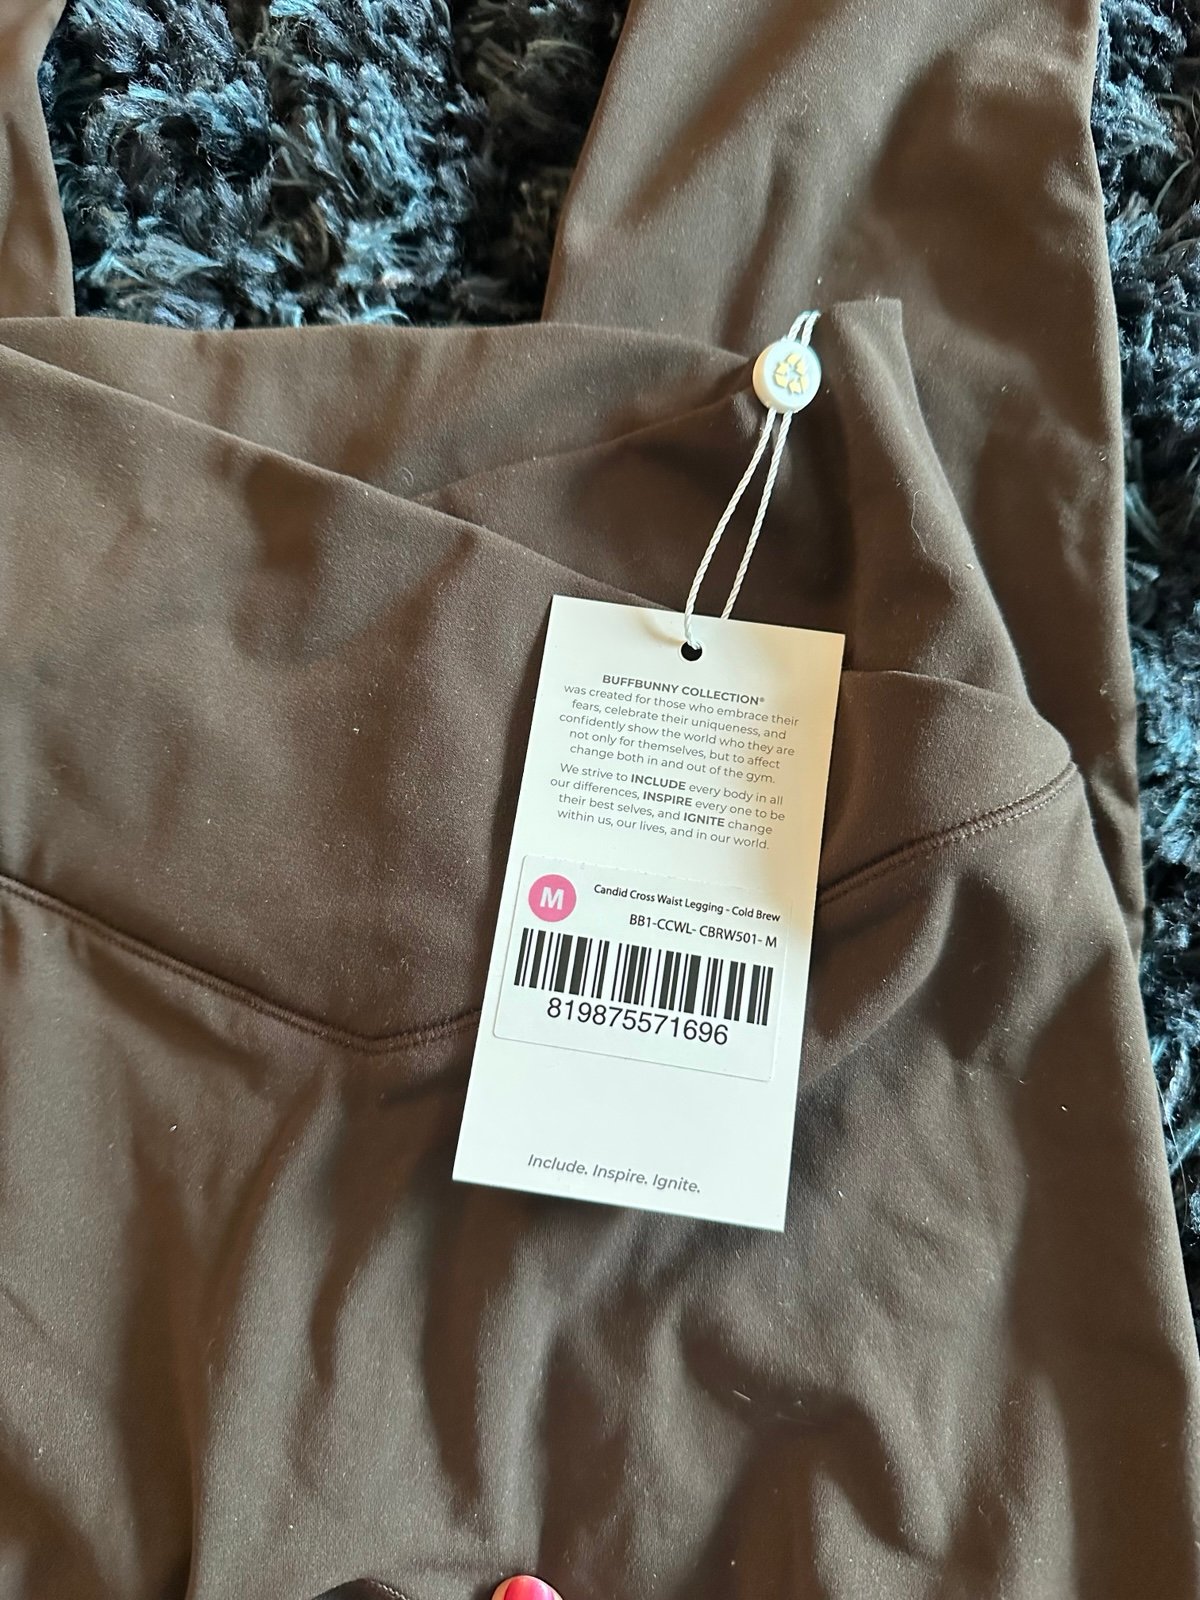 BUFFBUNNY COLLECTION®
was created for those who embrace their
fears, celebrate their uniqueness, and
confidently show the world who they are
not only for themselves, but to affect
change both in and out of the gym.
We strive to INCLUDE every body in all
our differences, INSPIRE every one to be
their best selves, and IGNITE change
within us, our lives, and in our world.
M
Candid Cross Waist Legging - Cold Brew
BB1-CCWL- CBRW501- M
819875571696
Include. Inspire. Ignite.